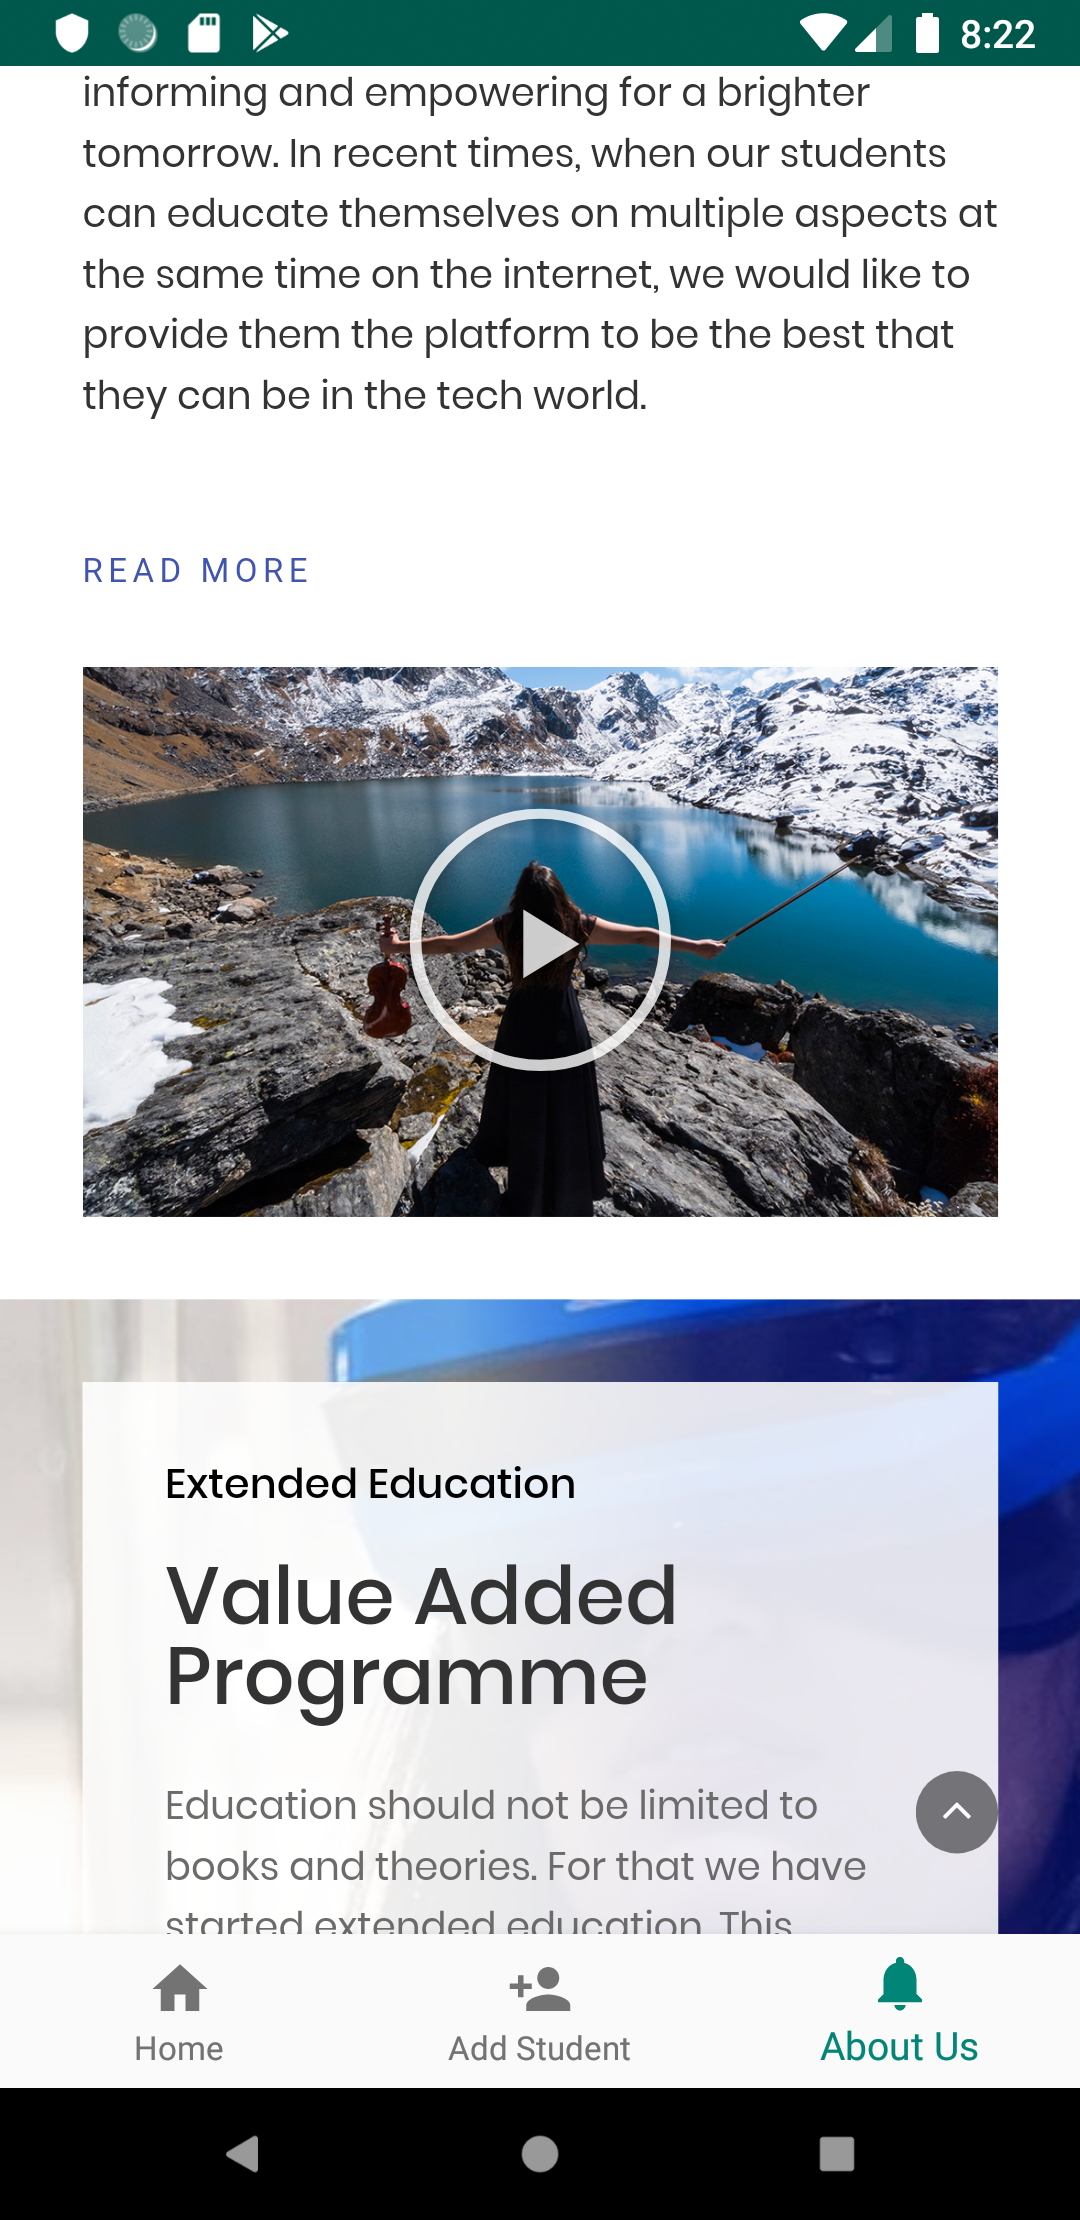 8:22
informing and empowering for a brighter
tomorrow. In recent times, when our students
can educate themselves on multiple aspects at
the same time on the internet, we would like to
provide them the platform to be the best that
they can be in the tech world.
READ MORE
Extended Education
Value Added
Programme
Education should not be limited to
books and theories. For that we have
started extended education. This
Home
Add Student
About Us